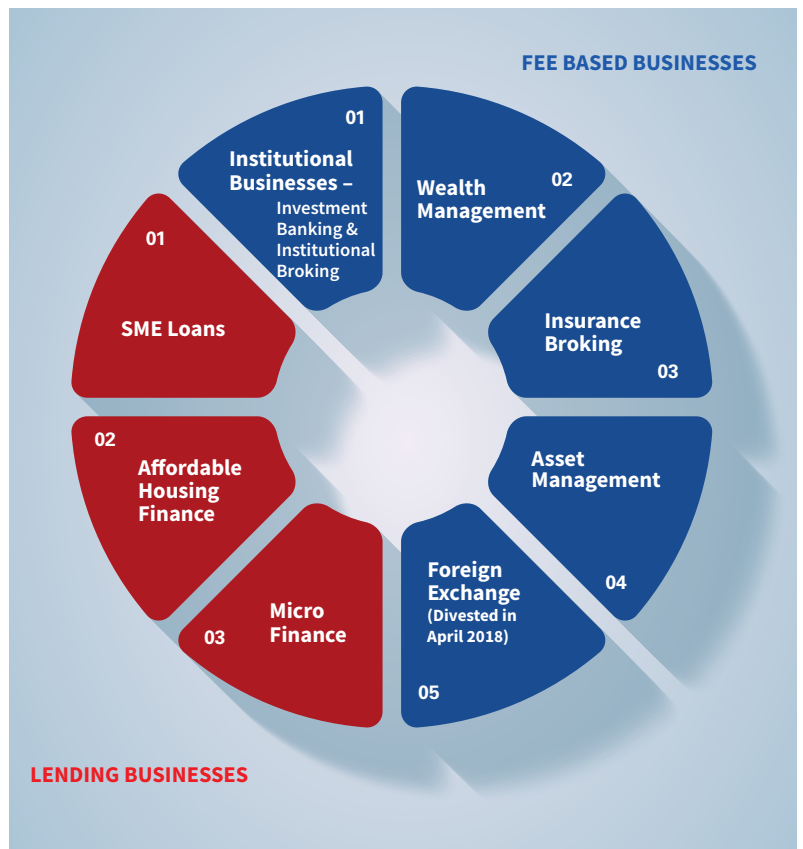 FEE BASED BUSINESSES
01
Institutional
Businesses –
Investment
Banking &
Institutional
Broking
02
Wealth
Management
Insurance
Broking
03
Asset
Management
04
Foreign
Exchange
(Divested in
April 2018)
05
01
SME Loans
02
Affordable
Housing
Finance
Micro
Finance
03
LENDING BUSINESSES